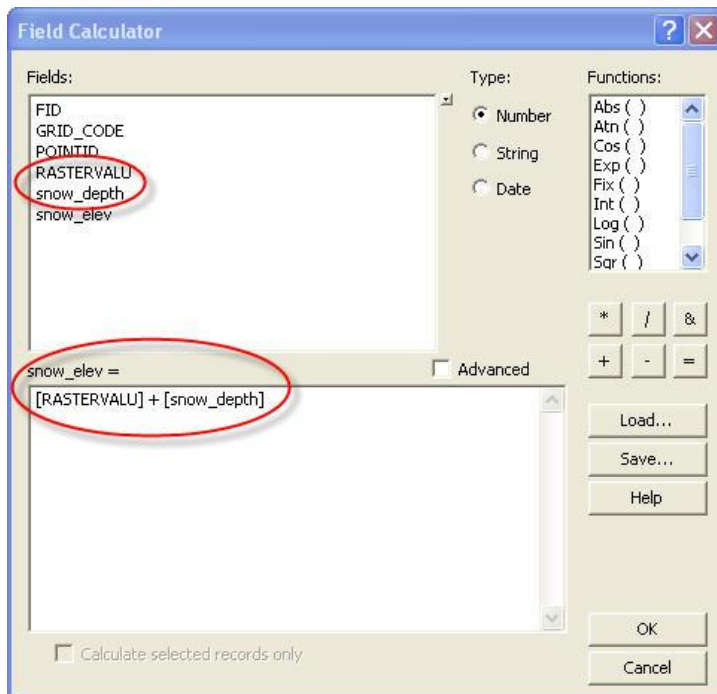 Field Calculator
Fields:
FID
GRID_CODE
POINTID
RASTERVALU
snow_depth
snow_elev
Type:
Number
String
Date
Functions:
Abs ( )
Atn ( )
Cos ( )
Exp ( )
Fix ( )
Int ( )
Log ( )
Sin ( )
Sqr ( )
* / &
+ - =
snow_elev =
Advanced
[RASTERVALU] + [snow_depth]
Load...
Save...
Help
Calculate selected records only
OK
Cancel